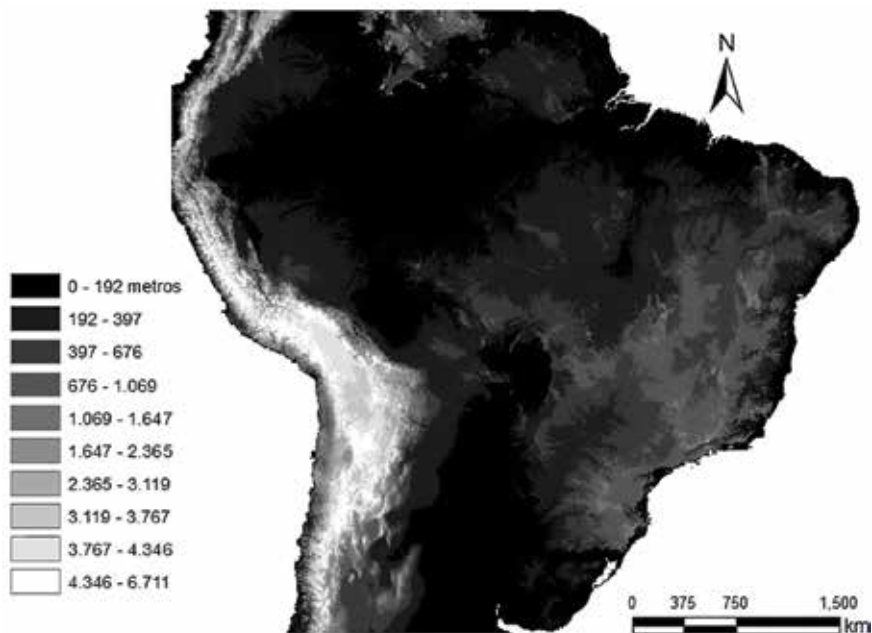 N
0 - 192 metros
192 - 397
397 - 676
676 - 1.069
1.069 - 1.647
1.647 - 2.365
2.365 - 3.119
3.119 - 3.767
3.767 - 4.346
4.346 - 6.711
0 375 750 1,500
km